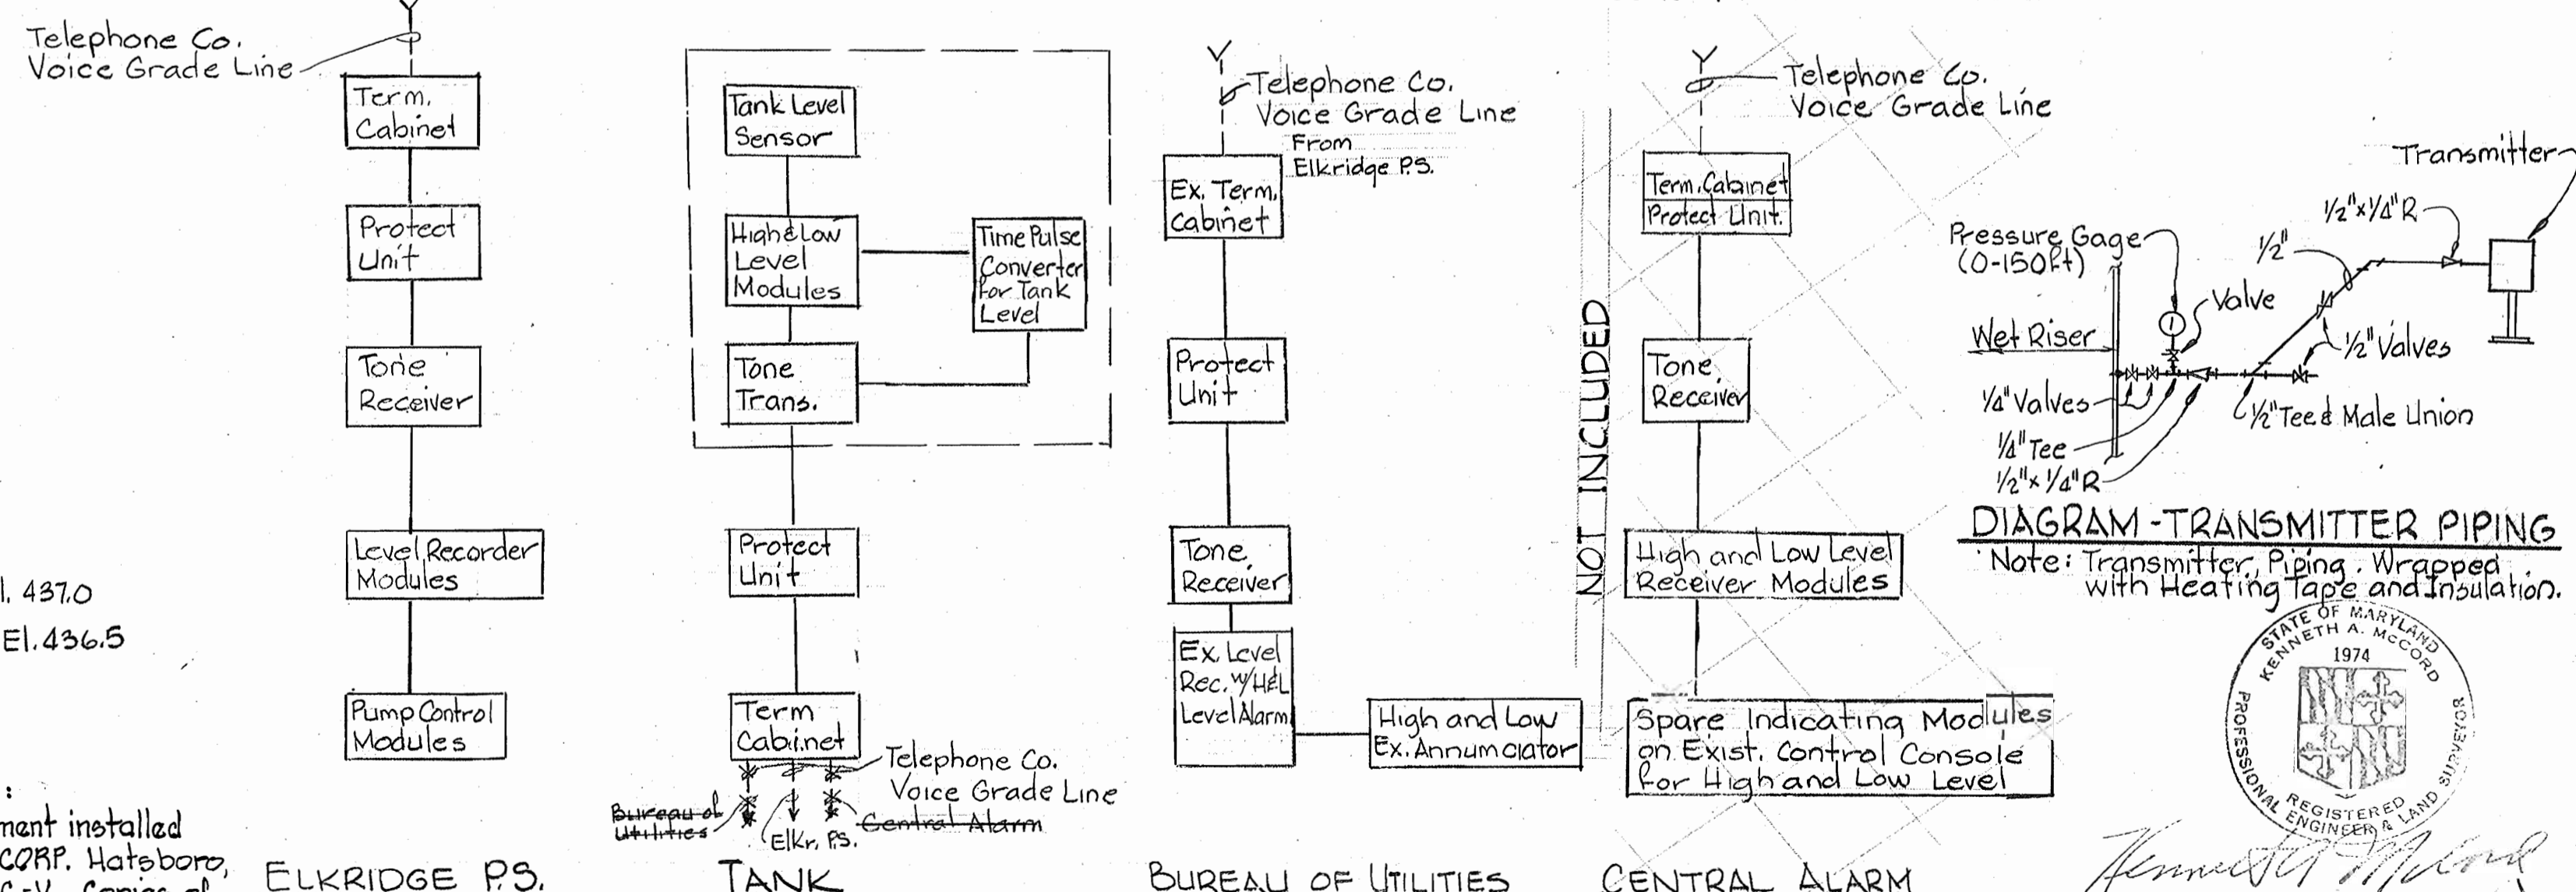 Telephone Co.
Voice Grade Line
Term.
Cabinet
Protect
Unit
Tone
Receiver
Level Recorder
Modules
Pump Control
Modules
ELKRIDGE P.S.
l. 437.0
El. 436.5
:
ment installed
CORP. Hatsboro,
Copies of
Tank Level
Sensor
High & Low
Level
Modules
Time Pulse
Converter
for Tank
Level
Tone
Trans.
Protect
Unit
Term
Cabinet
Telephone Co.
Voice Grade Line
Bureau of
Utilities
Elkr. P.S.
Central Alarm
TANK
Telephone Co.
Voice Grade Line
From
Elkridge P.S.
Ex. Term.
Cabinet
Protect
Unit
Tone
Receiver
Ex. Level
Rec. w/H&L
Level Alarm
High and Low
Ex. Annumciator
BUREAU OF UTILITIES
NOT INCLUDED
Telephone Co.
Voice Grade Line
Term. Cabinet
Protect Unit.
Tone
Receiver
High and Low Level
Receiver Modules
Spare Indicating Modules
on Exist. Control Console
for High and Low Level
CENTRAL ALARM
Transmitter
1/2"x1/4"R
1/2"
Pressure Gage
(0-150ft)
Valve
Wet Riser
1/2" Valves
1/4" Valves
1/2" Tee & Male Union
1/4" Tee
1/2"x1/4"R
DIAGRAM - TRANSMITTER PIPING
Note: Transmitter, Piping. Wrapped
with Heating Tape and Insulation.
STATE OF MARYLAND
KENNETH A. McCORD
1974
REGISTERED
PROFESSIONAL ENGINEER & LAND SURVEYOR
Kenneth A McCord